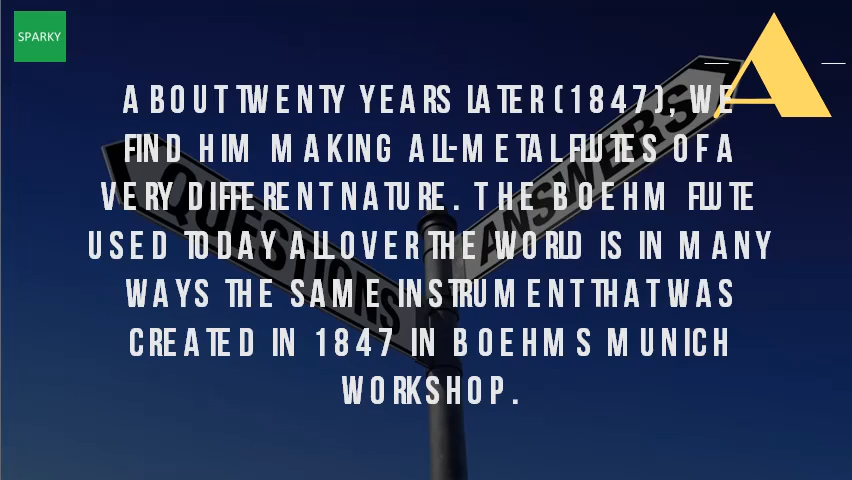 SPARKY
A
ABOUT TWENTY YEARS LATER (1847), WE
FIND HIM MAKING ALL-METAL FLUTES OF A
VERY DIFFERENT NATURE. THE BOEHM FLUTE
USED TODAY ALL OVER THE WORLD IS IN MANY
WAYS THE SAME INSTRUMENT THAT WAS
CREATED IN 1847 IN BOEHMS MUNICH
WORKSHOP.
QUESTIONS
ANSWERS